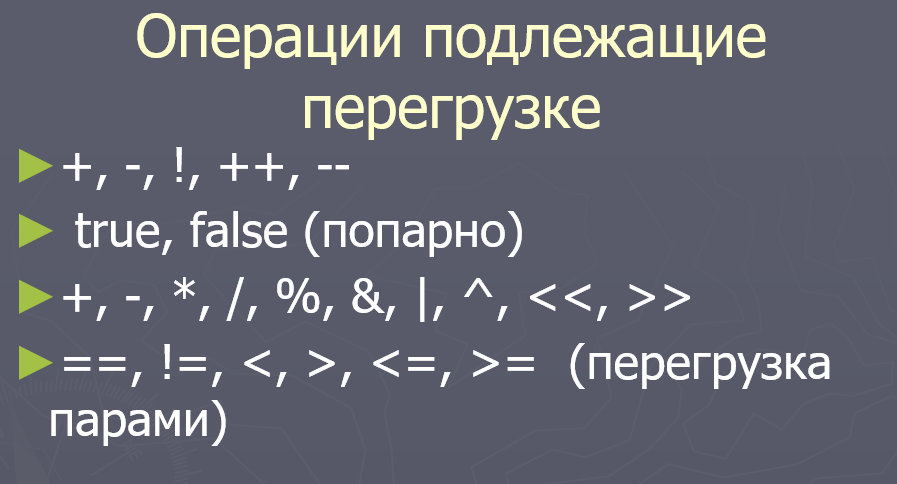 Операции подлежащие
перегрузке
►+, -, !, ++, --
► true, false (попарно)
►+, -, *, /, %, &, |, ^, <<, >>
►==, !=, <, >, <=, >= (перегрузка
парами)